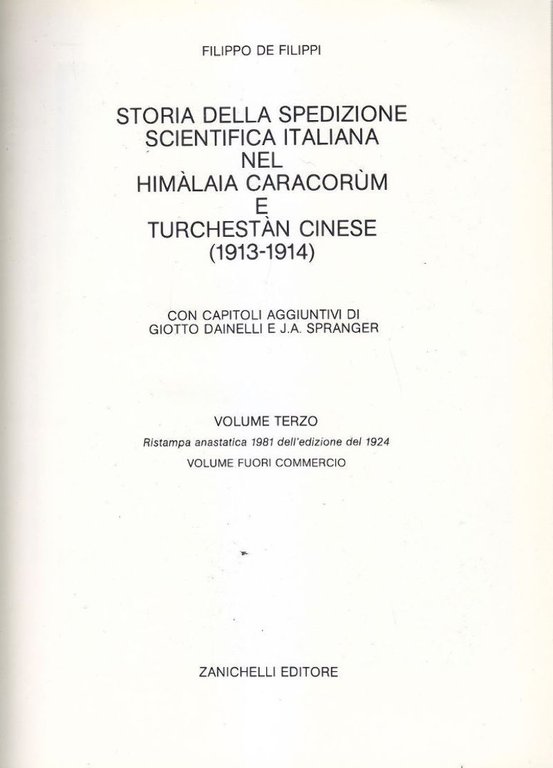 FILIPPO DE FILIPPI
STORIA DELLA SPEDIZIONE
SCIENTIFICA ITALIANA
NEL
HIMÀLAIA CARACORÙM
E
TURCHESTÀN CINESE
(1913-1914)
CON CAPITOLI AGGIUNTIVI DI
GIOTTO DAINELLI E J.A. SPRANGER
VOLUME TERZO
Ristampa anastatica 1981 dell'edizione del 1924
VOLUME FUORI COMMERCIO
ZANICHELLI EDITORE